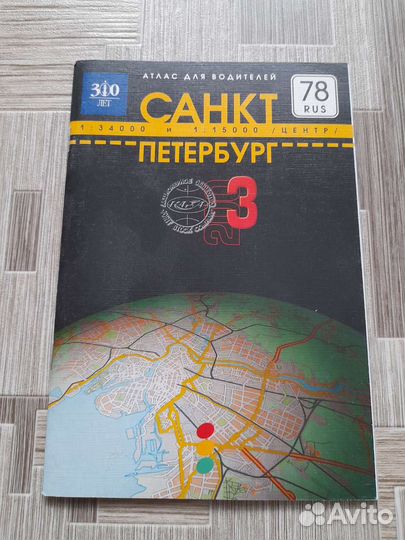 300
ЛЕТ
АТЛАС ДЛЯ ВОДИТЕЛЕЙ
78
RUS
САНКТ
1:34000 и 1:15000 /ЦЕНТР/
ПЕТЕРБУРГ
3
Avito